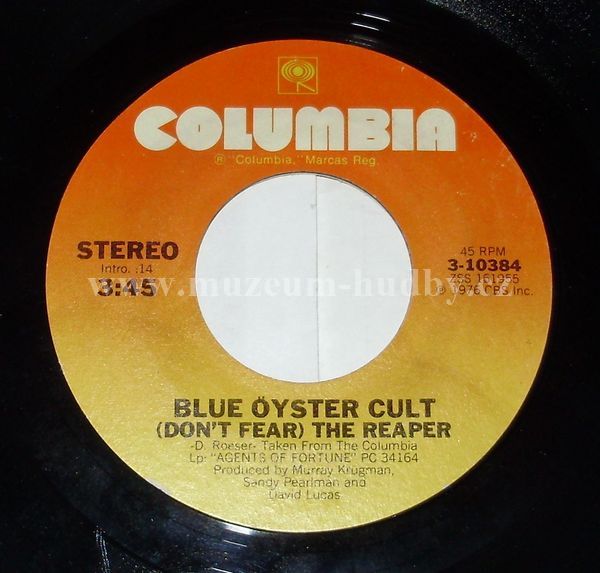 COLUMBIA
® "Columbia," Marcas Reg.
STEREO
Intro. :14
3:45
45 RPM
3-10384
ZSS 161955
℗ 1976 CBS Inc.
www.muzeum-hudby.cz
BLUE ÖYSTER CULT
(DON'T FEAR) THE REAPER
-D. Roeser- Taken From The Columbia
Lp: "AGENTS OF FORTUNE" PC 34164
Produced by Murray Krugman,
Sandy Pearlman and
David Lucas